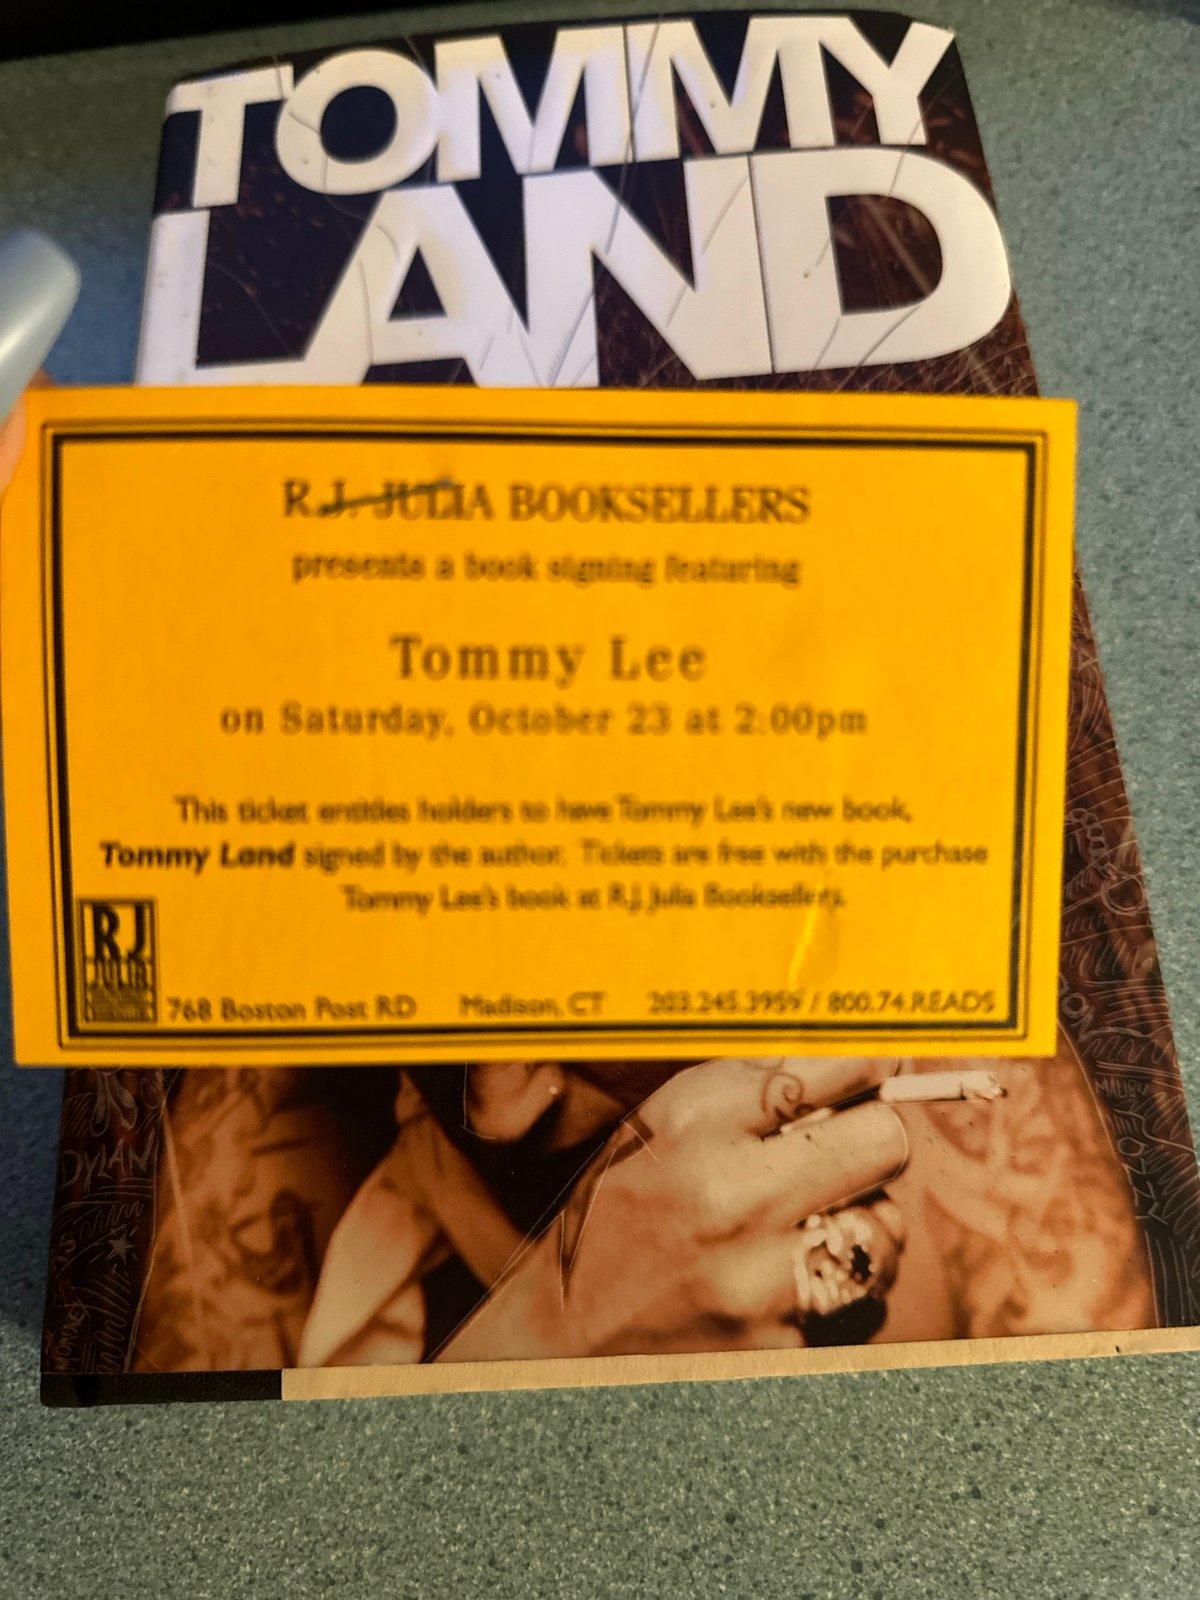 TOMMY
LAND
R.J. JULIA BOOKSELLERS
presents a book signing featuring
Tommy Lee
on Saturday, October 23 at 2:00pm
This ticket entitles holders to have Tommy Lee's new book,
Tommy Land signed by the author. Tickets are free with the purchase
Tommy Lee's book at R.J. Julia Booksellers.
RJ
JULIA
768 Boston Post RD Madison, CT 203.245.3959 / 800.74.READS
DYLAN
MALIBU